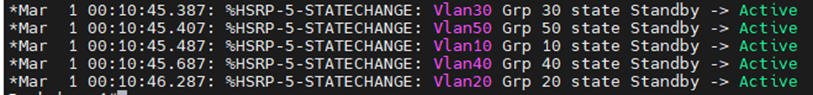 *Mar  1 00:10:45.387: %HSRP-5-STATECHANGE: Vlan30 Grp 30 state Standby -> Active
*Mar  1 00:10:45.407: %HSRP-5-STATECHANGE: Vlan50 Grp 50 state Standby -> Active
*Mar  1 00:10:45.487: %HSRP-5-STATECHANGE: Vlan10 Grp 10 state Standby -> Active
*Mar  1 00:10:45.687: %HSRP-5-STATECHANGE: Vlan40 Grp 40 state Standby -> Active
*Mar  1 00:10:46.287: %HSRP-5-STATECHANGE: Vlan20 Grp 20 state Standby -> Active